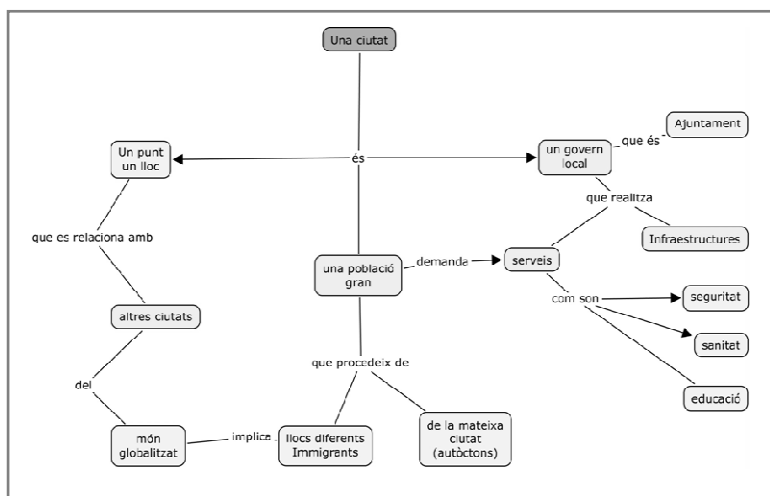 Una ciutat
Ajuntament
que és
un govern
local
Un punt
un lloc
és
que realitza
que es relaciona amb
Infraestructures
una població
gran
demanda
serveis
com son
seguritat
altres ciutats
sanitat
que procedeix de
del
educació
de la mateixa
ciutat
(autòctons)
món
globalitzat
implica
llocs diferents
Immigrants